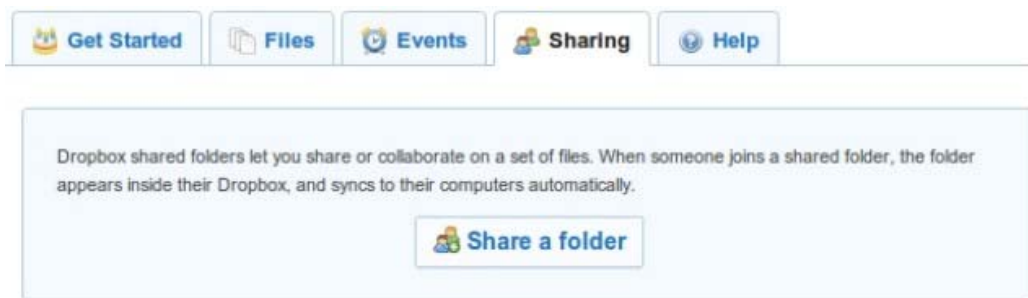 Get Started Files Events Sharing Help
Dropbox shared folders let you share or collaborate on a set of files. When someone joins a shared folder, the folder
appears inside their Dropbox, and syncs to their computers automatically.
Share a folder